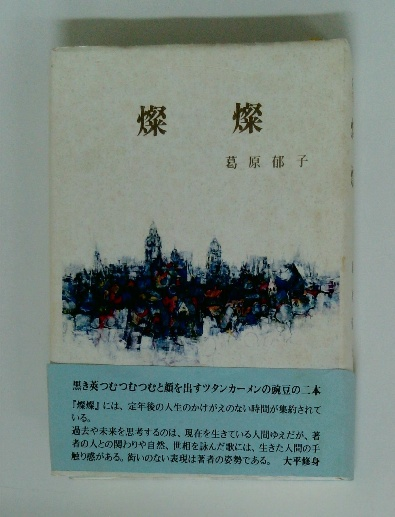 燦燦
葛原郁子
黒き莢つむつむつむと顔を出すツタンカーメンの豌豆の二本
『燦燦』には、定年後の人生のかけがえのない時間が集約されて
いる。
過去や未来を思考するのは、現在を生きている人間ゆえだが、著
者の人との関わりや自然、世相を詠んだ歌には、生きた人間の手
触り感がある。衒いのない表現は著者の姿勢である。 大平修身